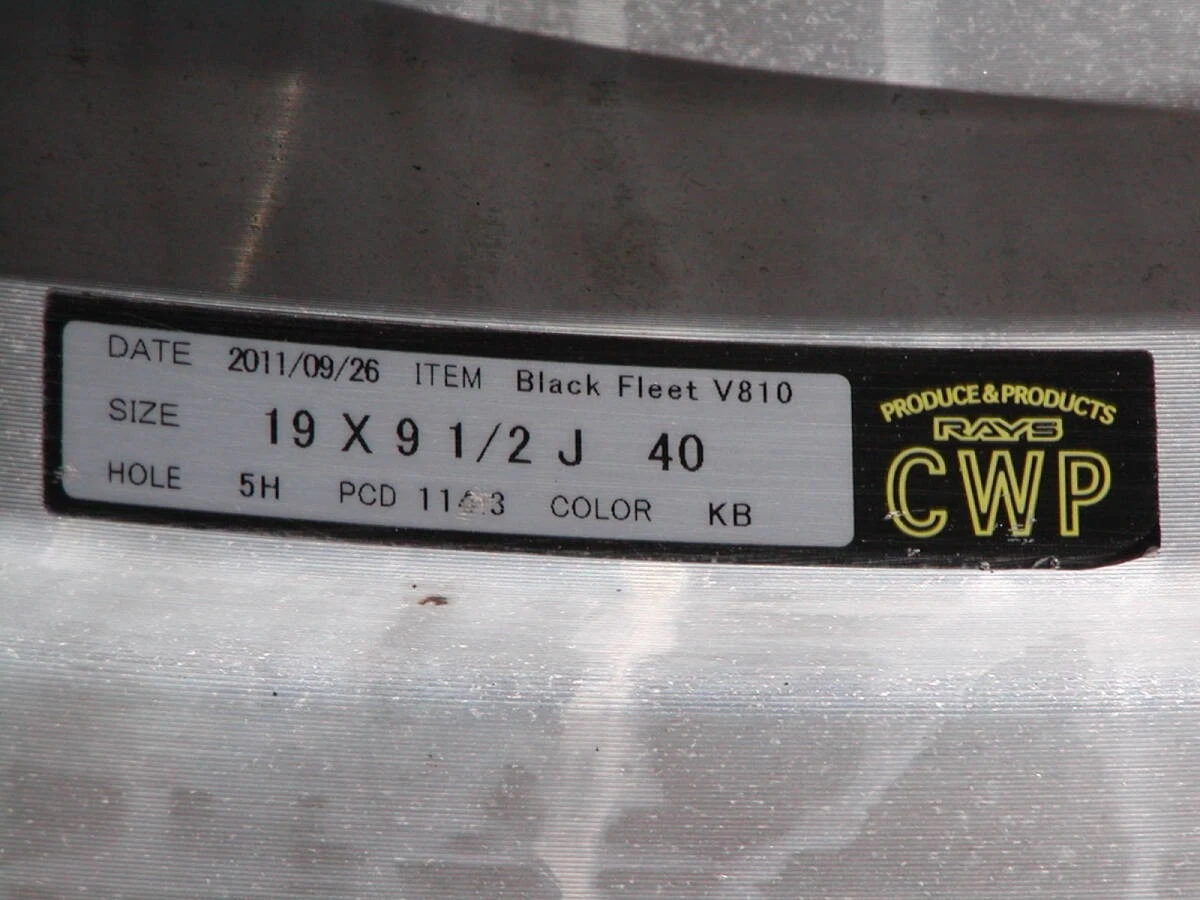 DATE 2011/09/26 ITEM Black Fleet V810
SIZE 19 X 9 1/2 J 40
HOLE 5H PCD COLOR KB
PRODUCE & PRODUCTS
RAYS
CWP